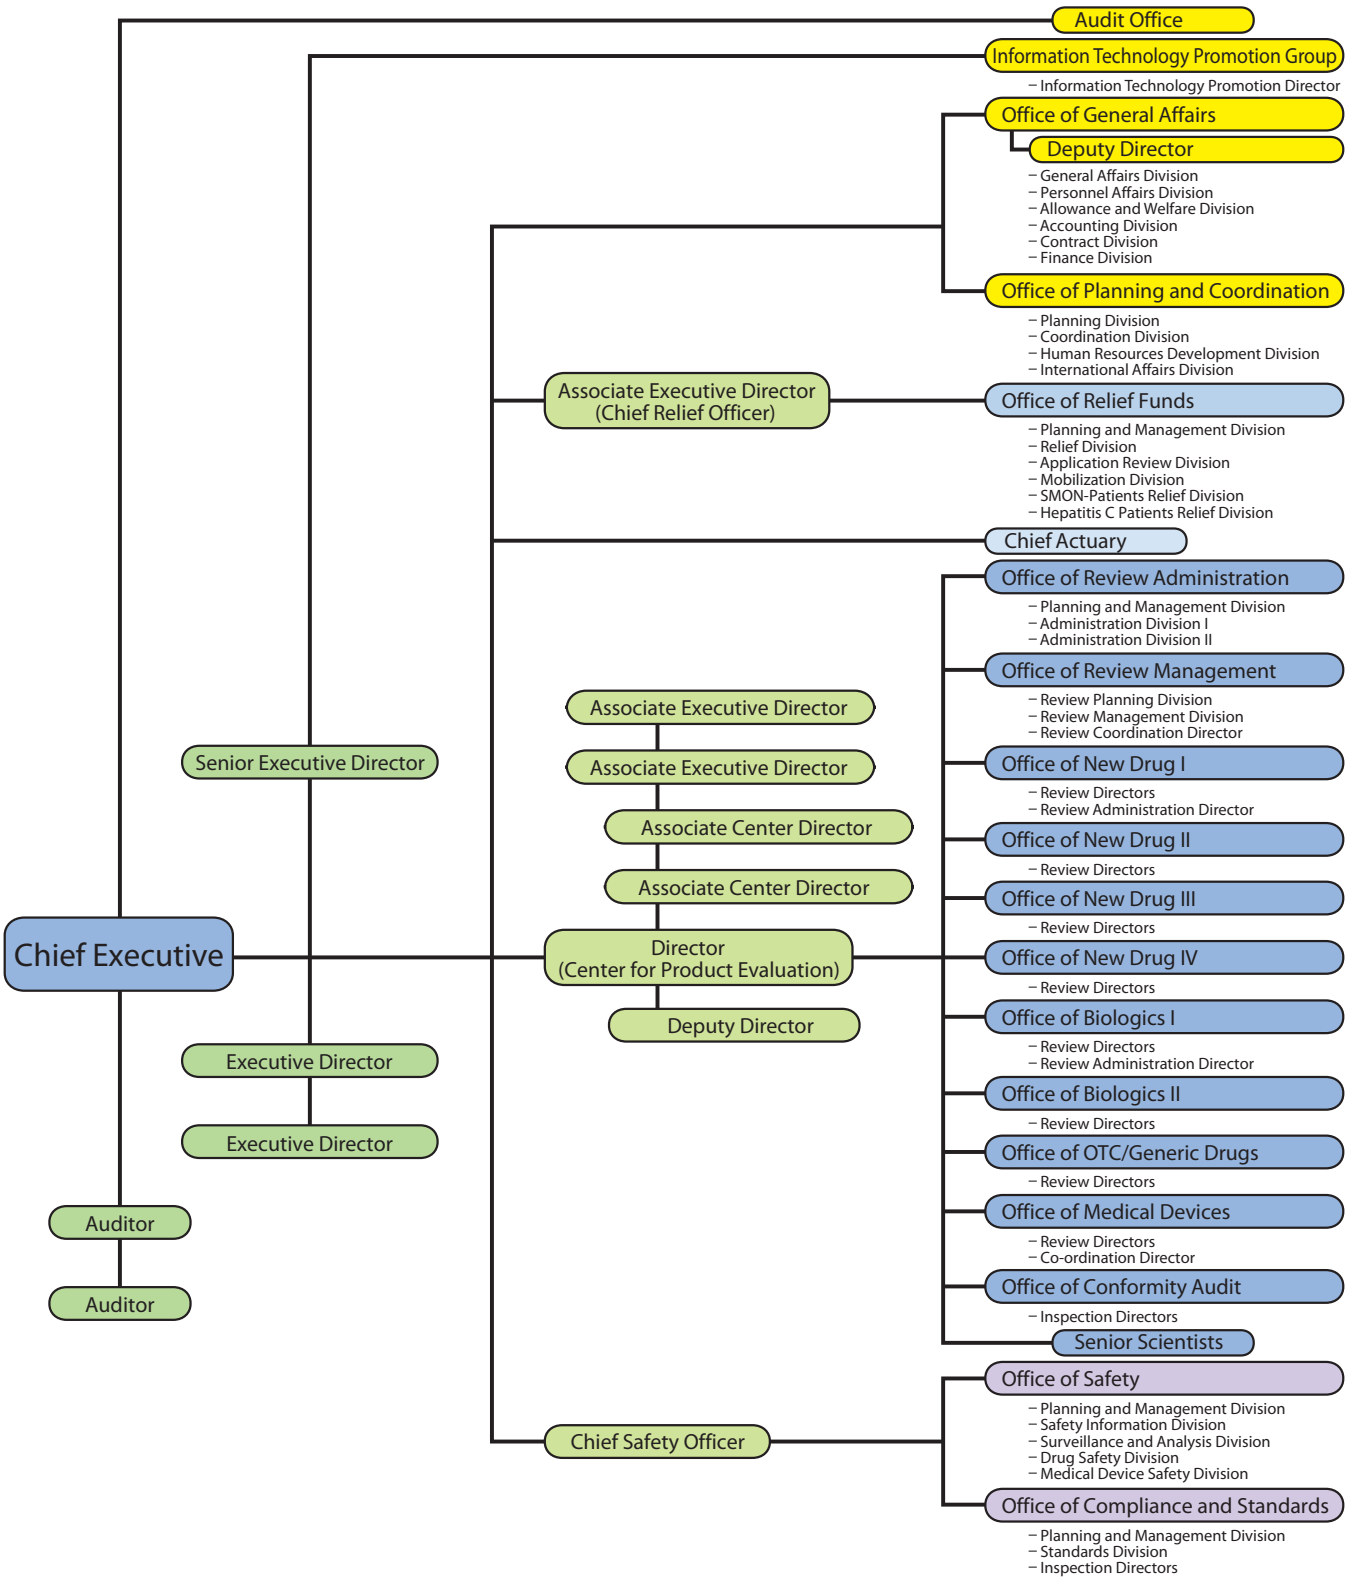 Audit Office
Information Technology Promotion Group
– Information Technology Promotion Director
Office of General Affairs
Deputy Director
– General Affairs Division
– Personnel Affairs Division
– Allowance and Welfare Division
– Accounting Division
– Contract Division
– Finance Division
Office of Planning and Coordination
– Planning Division
– Coordination Division
– Human Resources Development Division
– International Affairs Division
Associate Executive Director
(Chief Relief Officer)
Office of Relief Funds
– Planning and Management Division
– Relief Division
– Application Review Division
– Mobilization Division
– SMON-Patients Relief Division
– Hepatitis C Patients Relief Division
Chief Actuary
Office of Review Administration
– Planning and Management Division
– Administration Division I
– Administration Division II
Office of Review Management
– Review Planning Division
– Review Management Division
– Review Coordination Director
Associate Executive Director
Senior Executive Director
Associate Executive Director
Office of New Drug I
– Review Directors
– Review Administration Director
Associate Center Director
Office of New Drug II
– Review Directors
Associate Center Director
Office of New Drug III
– Review Directors
Chief Executive
Director
(Center for Product Evaluation)
Office of New Drug IV
– Review Directors
Deputy Director
Office of Biologics I
– Review Directors
– Review Administration Director
Executive Director
Office of Biologics II
– Review Directors
Executive Director
Office of OTC/Generic Drugs
– Review Directors
Auditor
Office of Medical Devices
– Review Directors
– Co-ordination Director
Auditor
Office of Conformity Audit
– Inspection Directors
Senior Scientists
Office of Safety
– Planning and Management Division
– Safety Information Division
– Surveillance and Analysis Division
– Drug Safety Division
– Medical Device Safety Division
Chief Safety Officer
Office of Compliance and Standards
– Planning and Management Division
– Standards Division
– Inspection Directors